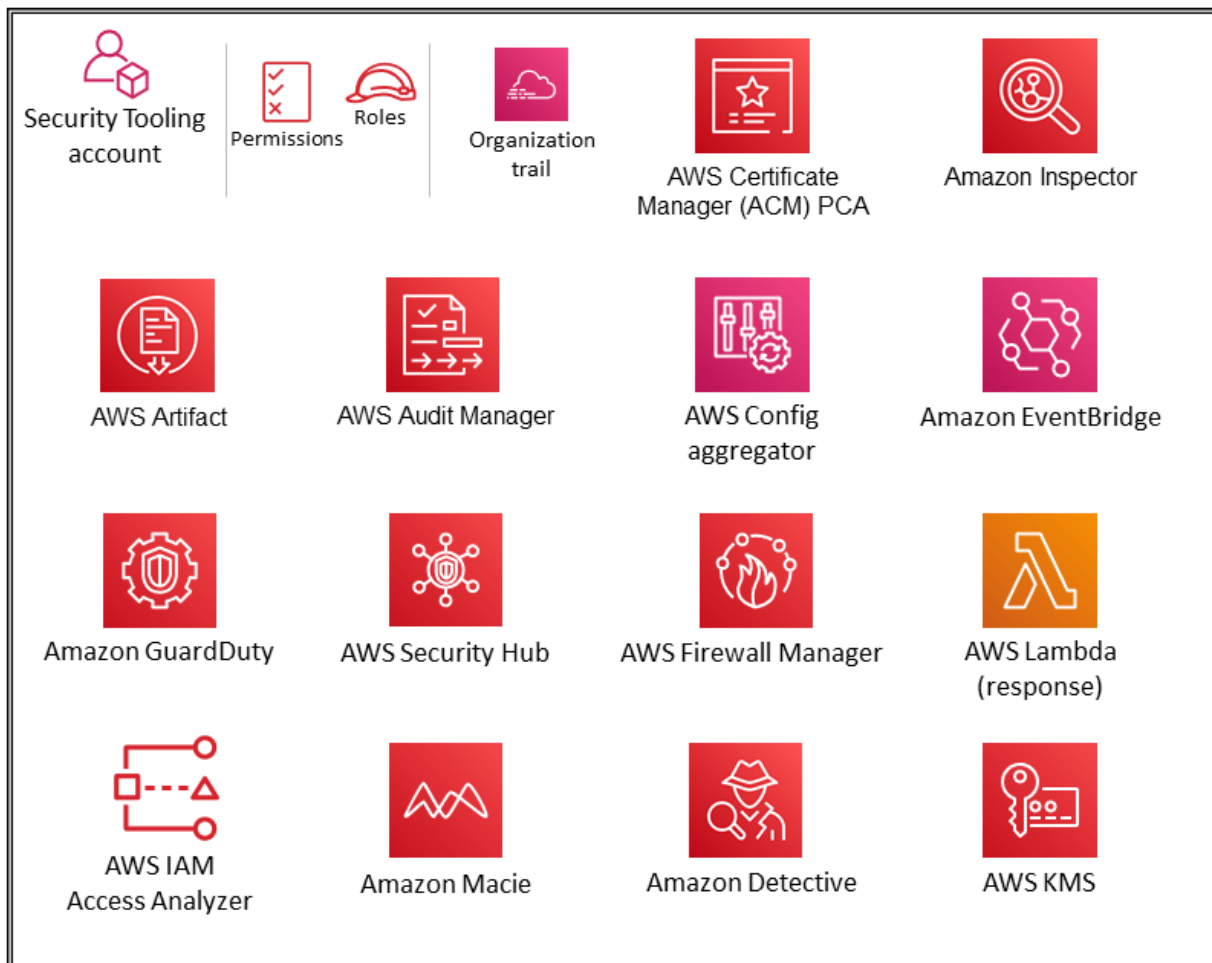 Security Tooling
account
Permissions
Roles
Organization
trail
AWS Certificate
Manager (ACM) PCA
Amazon Inspector
AWS Artifact
AWS Audit Manager
AWS Config
aggregator
Amazon EventBridge
Amazon GuardDuty
AWS Security Hub
AWS Firewall Manager
AWS Lambda
(response)
AWS IAM
Access Analyzer
Amazon Macie
Amazon Detective
AWS KMS